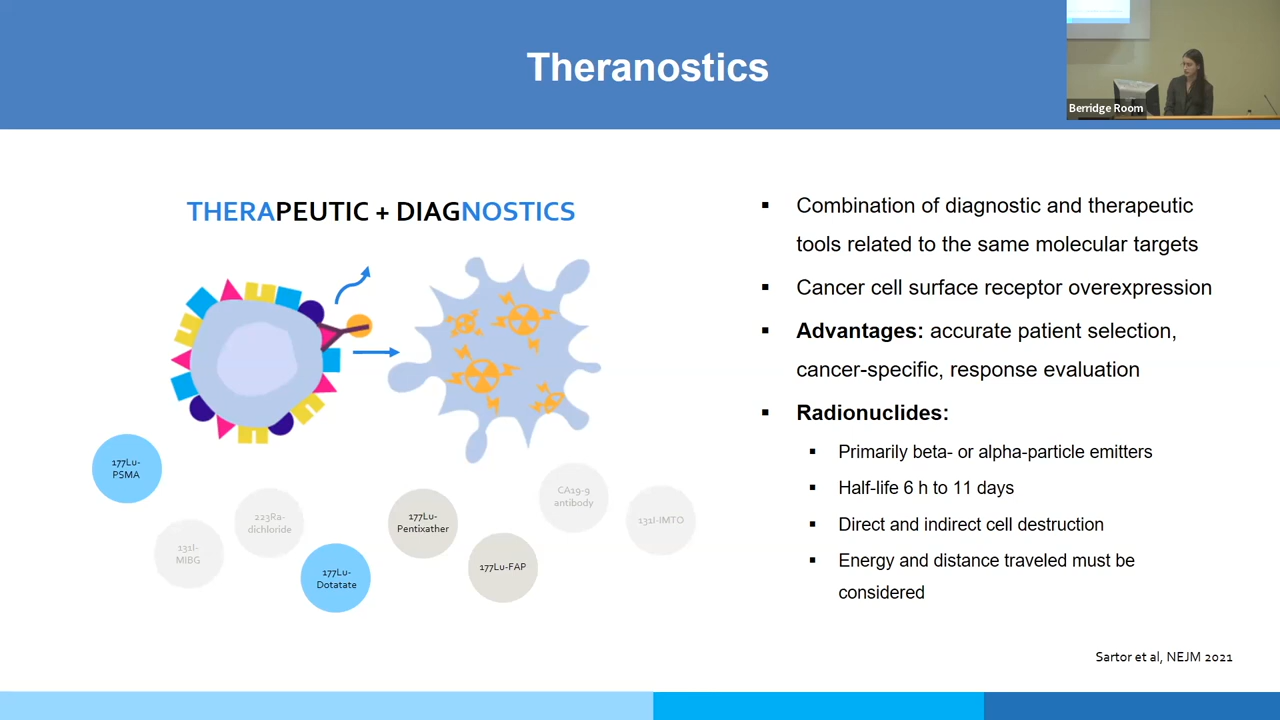 Theranostics
Berridge Room
THERAPEUTIC + DIAGNOSTICS
177Lu-
PSMA
131I-
MIBG
223Ra-
dichloride
177Lu-
Dotatate
177Lu-
Pentixather
177Lu-FAP
CA19-9
antibody
131I-IMTO
▪ Combination of diagnostic and therapeutic
tools related to the same molecular targets
▪ Cancer cell surface receptor overexpression
▪ Advantages: accurate patient selection,
cancer-specific, response evaluation
▪ Radionuclides:
▪ Primarily beta- or alpha-particle emitters
▪ Half-life 6 h to 11 days
▪ Direct and indirect cell destruction
▪ Energy and distance traveled must be
considered
Sartor et al, NEJM 2021